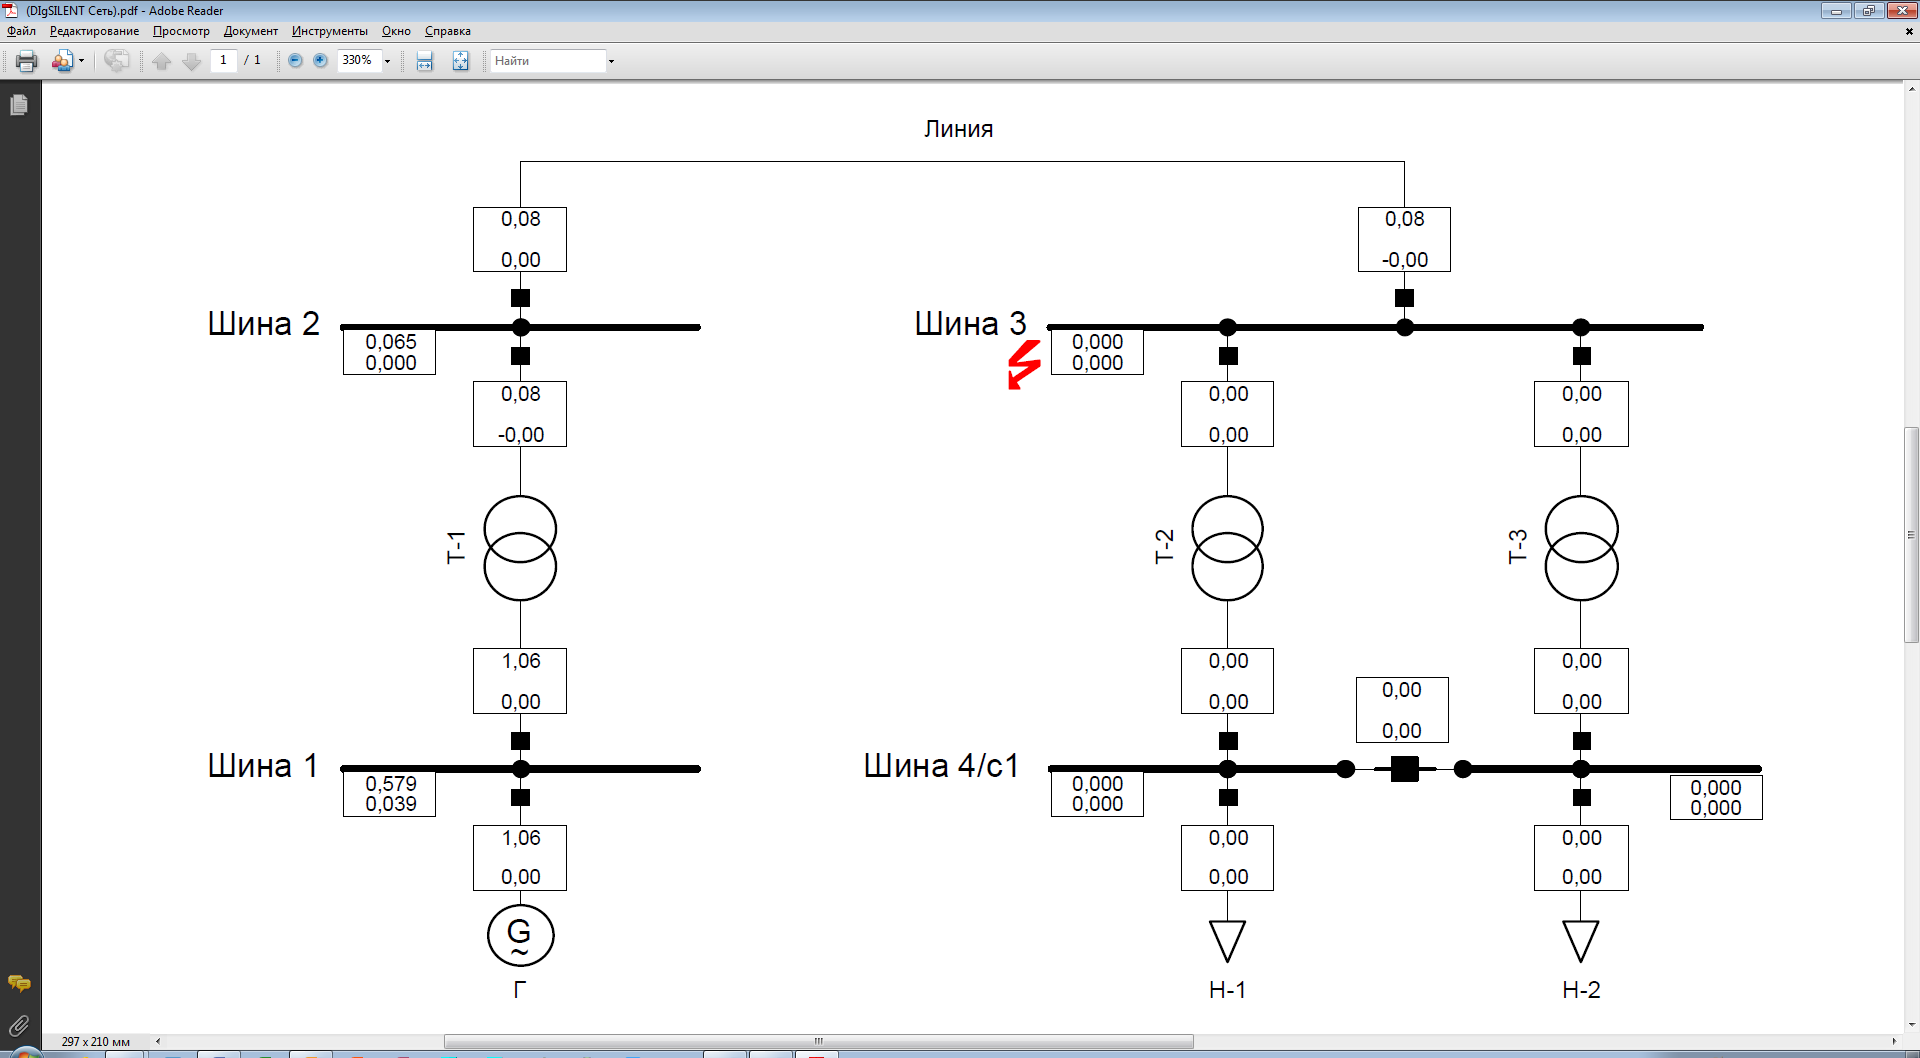 (DIgSILENT Сеть).pdf - Adobe Reader
Файл Редактирование Просмотр Документ Инструменты Окно Справка
1 / 1 330% Найти
Линия
0,08
0,00
0,08
-0,00
Шина 2
0,065
0,000
Шина 3
0,000
0,000
0,08
-0,00
0,00
0,00
0,00
0,00
Т-1
Т-2
Т-3
1,06
0,00
0,00
0,00
0,00
0,00
0,00
0,00
Шина 1
0,579
0,039
Шина 4/с1
0,000
0,000
0,000
0,000
1,06
0,00
0,00
0,00
0,00
0,00
G
~
Г
Н-1
Н-2
297 x 210 мм